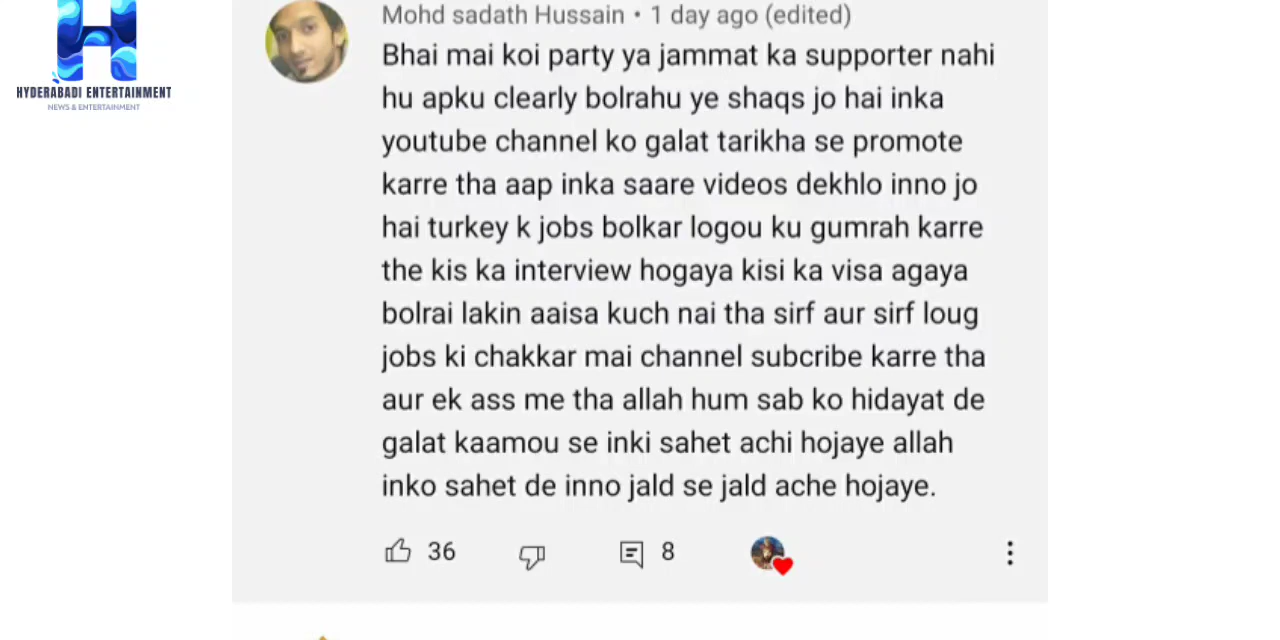 Mohd sadath Hussain • 1 day ago (edited)
HYDERABADI ENTERTAINMENT
NEWS & ENTERTAINMENT
Bhai mai koi party ya jammat ka supporter nahi
hu apku clearly bolrahu ye shaqs jo hai inka
youtube channel ko galat tarikha se promote
karre tha aap inka saare videos dekhlo inno jo
hai turkey k jobs bolkar logou ku gumrah karre
the kis ka interview hogaya kisi ka visa agaya
bolrai lakin aaisa kuch nai tha sirf aur sirf loug
jobs ki chakkar mai channel subcribe karre tha
aur ek ass me tha allah hum sab ko hidayat de
galat kaamou se inki sahet achi hojaye allah
inko sahet de inno jald se jald ache hojaye.
36
8